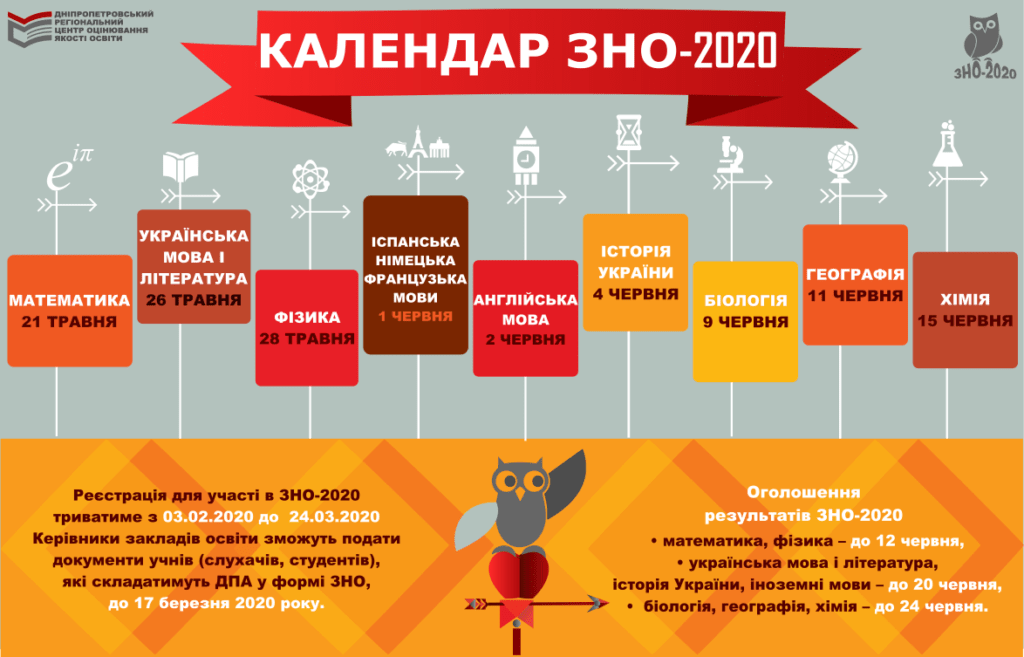 ДНІПРОПЕТРОВСЬКИЙ
РЕГІОНАЛЬНИЙ
ЦЕНТР ОЦІНЮВАННЯ
ЯКОСТІ ОСВІТИ
КАЛЕНДАР ЗНО-2020
ЗНО-2020
e^iπ
МАТЕМАТИКА
21 ТРАВНЯ
УКРАЇНСЬКА
МОВА І
ЛІТЕРАТУРА
26 ТРАВНЯ
ФІЗИКА
28 ТРАВНЯ
ІСПАНСЬКА
НІМЕЦЬКА
ФРАНЦУЗЬКА
МОВИ
1 ЧЕРВНЯ
АНГЛІЙСЬКА
МОВА
2 ЧЕРВНЯ
ІСТОРІЯ
УКРАЇНИ
4 ЧЕРВНЯ
БІОЛОГІЯ
9 ЧЕРВНЯ
ГЕОГРАФІЯ
11 ЧЕРВНЯ
ХІМІЯ
15 ЧЕРВНЯ
Реєстрація для участі в ЗНО-2020
триватиме з 03.02.2020 до 24.03.2020
Керівники закладів освіти зможуть подати
документи учнів (слухачів, студентів),
які складатимуть ДПА у формі ЗНО,
до 17 березня 2020 року.
Оголошення
результатів ЗНО-2020
• математика, фізика – до 12 червня,
• українська мова і література,
історія України, іноземні мови – до 20 червня,
• біологія, географія, хімія – до 24 червня.